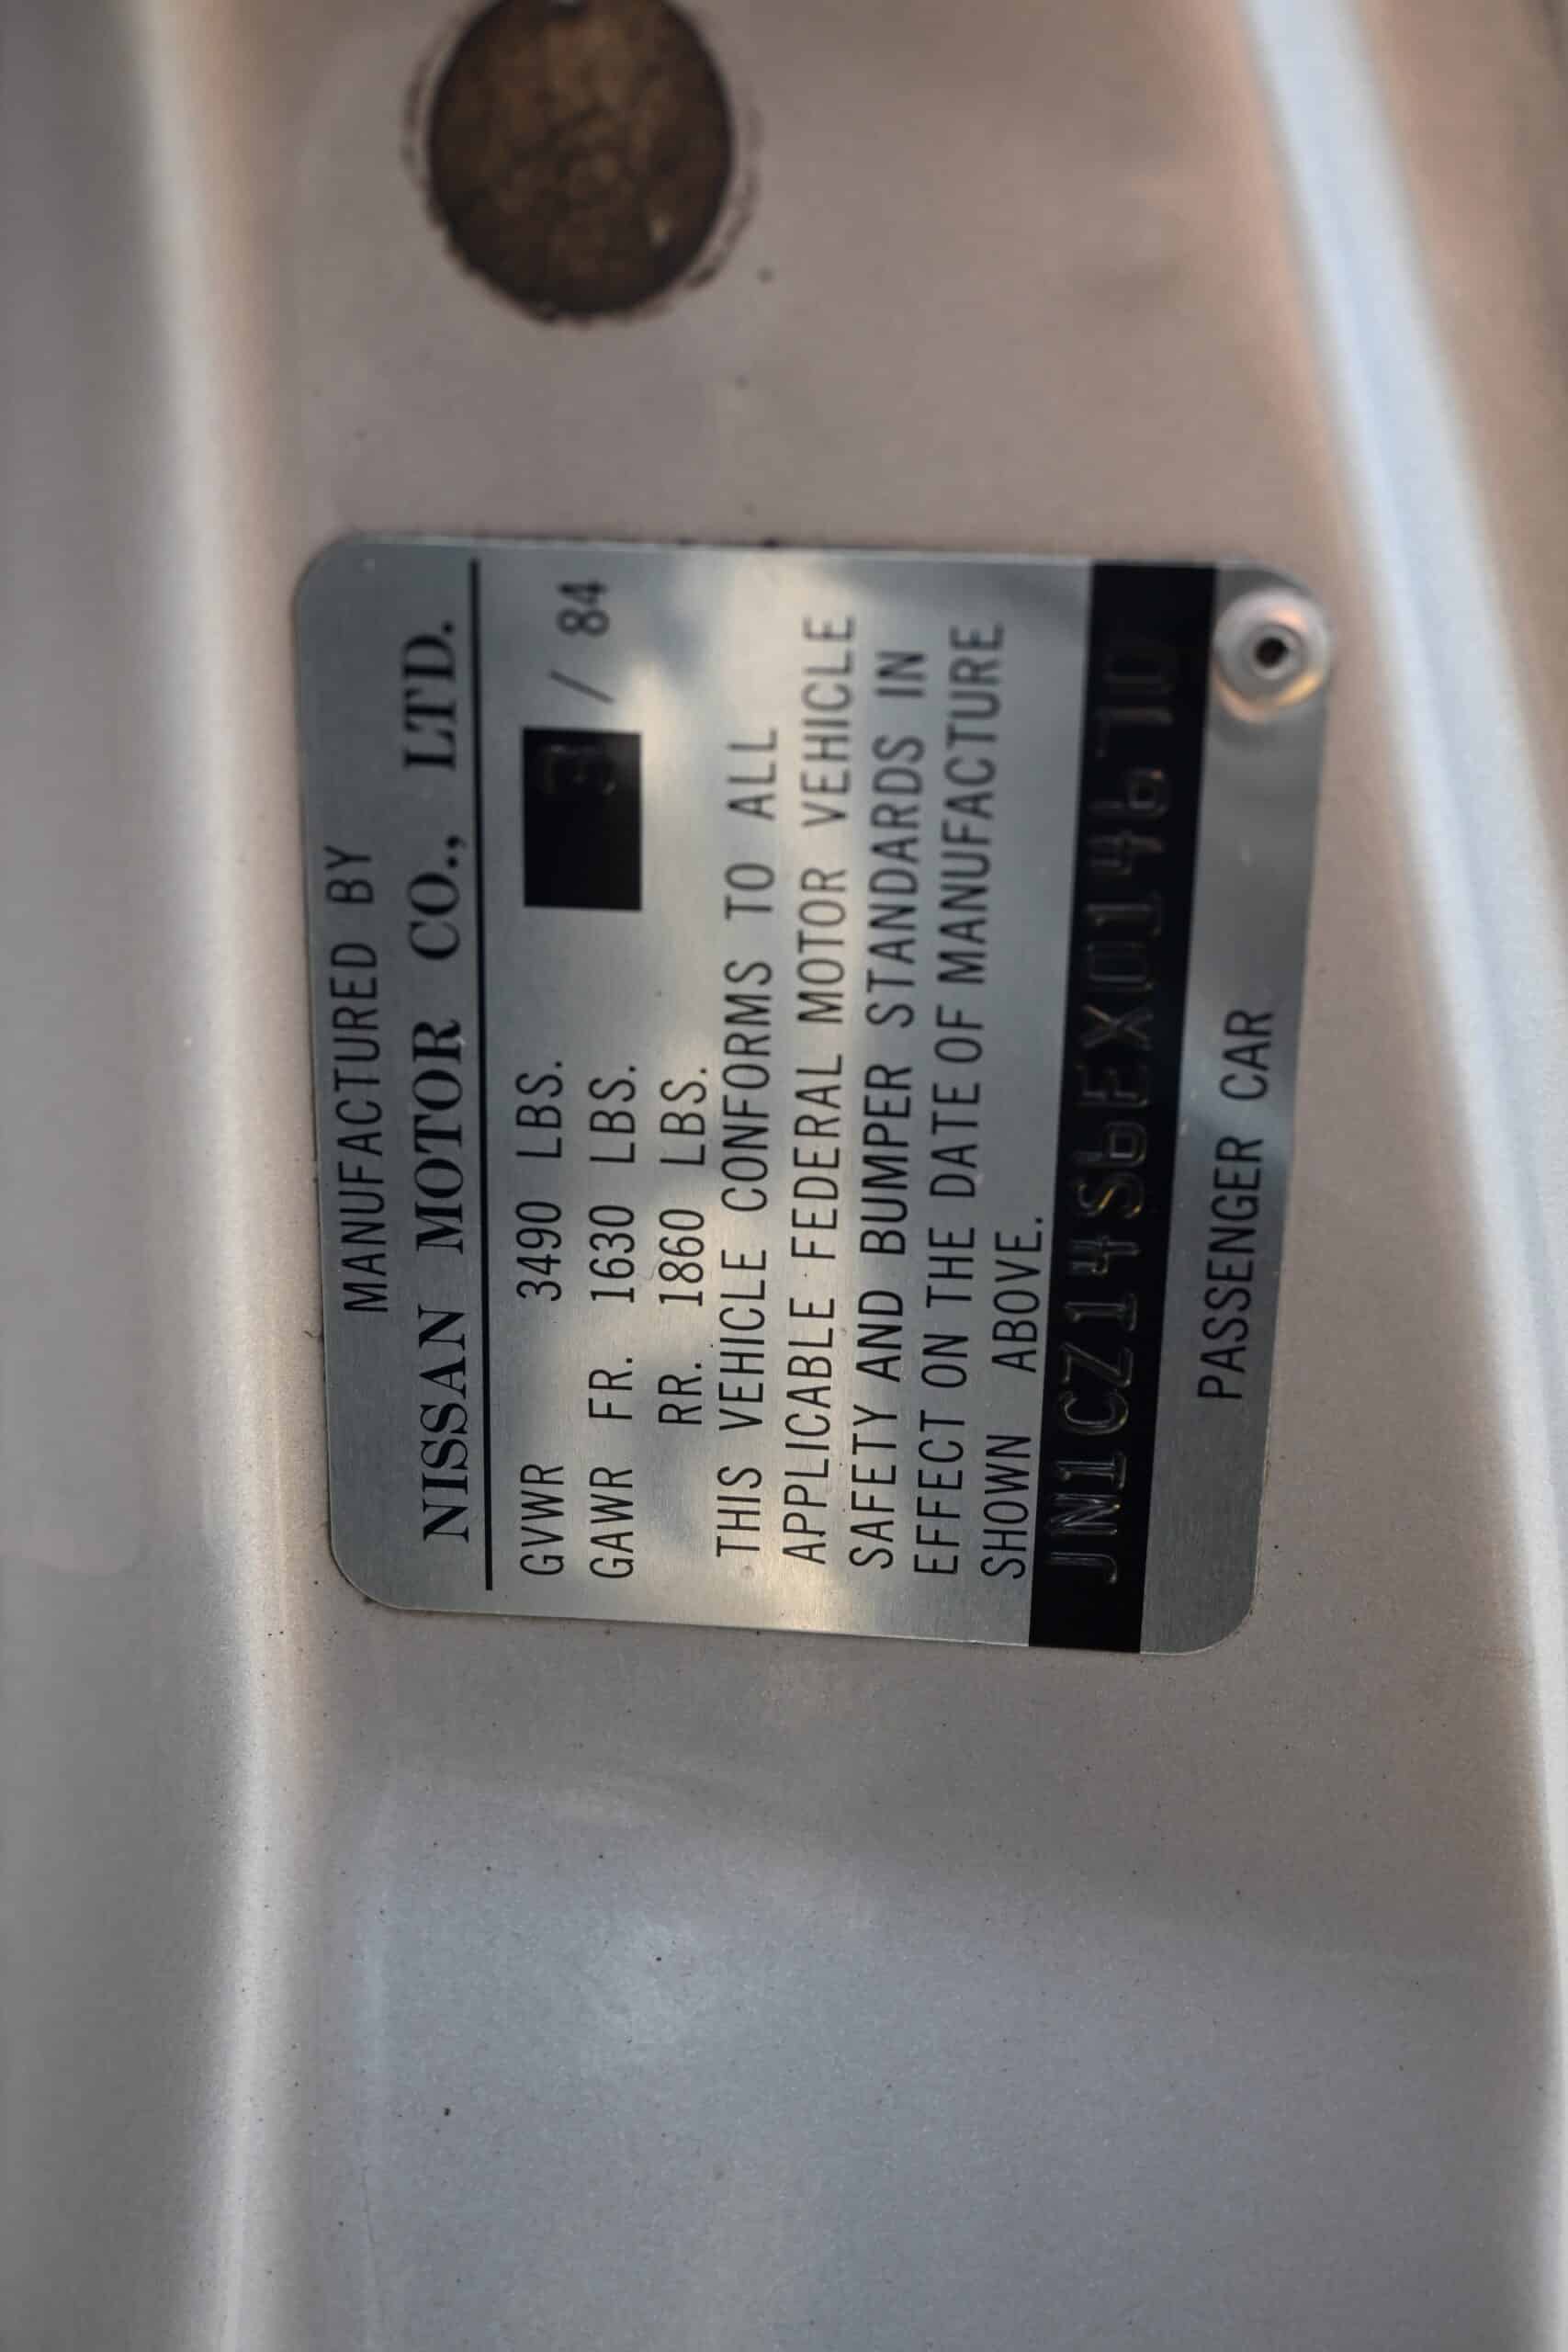 MANUFACTURED BY
NISSAN MOTOR CO., LTD.
3 / 84
GVWR 3490 LBS.
GAWR FR. 1630 LBS.
RR. 1860 LBS.
THIS VEHICLE CONFORMS TO ALL
APPLICABLE FEDERAL MOTOR VEHICLE
SAFETY AND BUMPER STANDARDS IN
EFFECT ON THE DATE OF MANUFACTURE
SHOWN ABOVE.
JN1CZ14S6EX014670
PASSENGER CAR